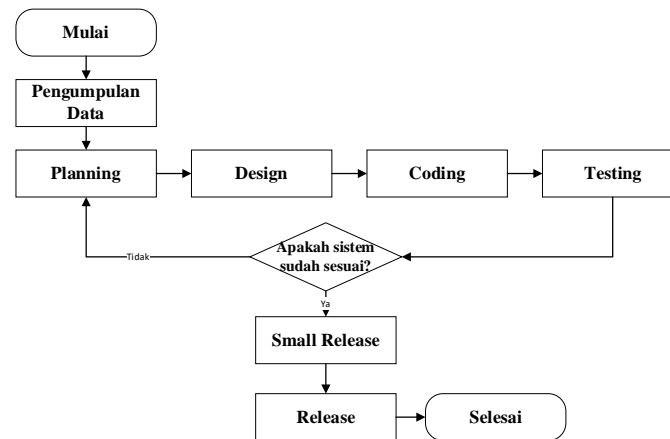 Mulai
Pengumpulan
Data
Planning
Design
Coding
Testing
Apakah sistem
sudah sesuai?
Tidak
Ya
Small Release
Release
Selesai